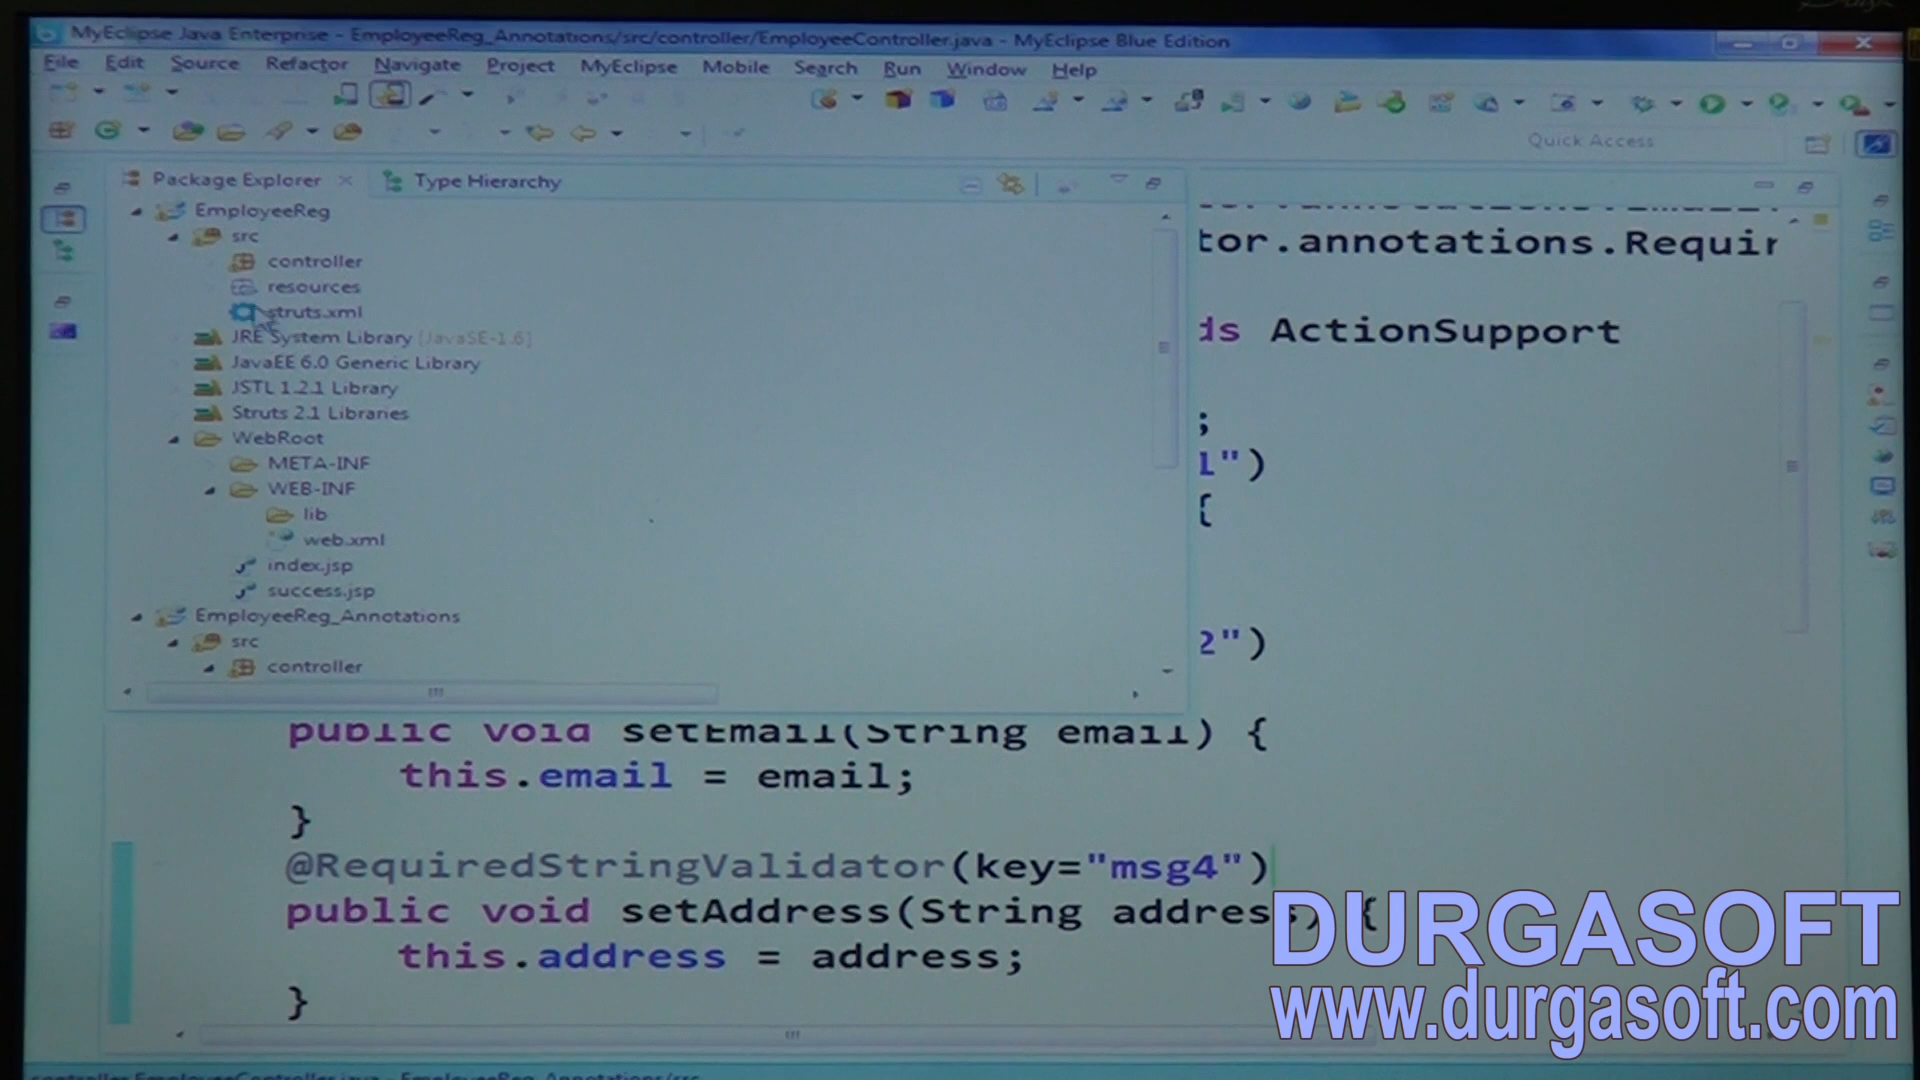 MyEclipse Java Enterprise - EmployeeReg_Annotations/src/controller/EmployeeController.java - MyEclipse Blue Edition
File Edit Source Refactor Navigate Project MyEclipse Mobile Search Run Window Help
Quick Access
Package Explorer Type Hierarchy
EmployeeReg
src
controller
resources
struts.xml
JRE System Library [JavaSE-1.6]
JavaEE 6.0 Generic Library
JSTL 1.2.1 Library
Struts 2.1 Libraries
WebRoot
META-INF
WEB-INF
lib
web.xml
index.jsp
success.jsp
EmployeeReg_Annotations
src
controller
tor.annotations.Requir
ds ActionSupport
;
1")
{
2")
public void setEmail(String email) {
this.email = email;
}
@RequiredStringValidator(key="msg4")
public void setAddress(String address) {
this.address = address;
}
DURGASOFT
www.durgasoft.com